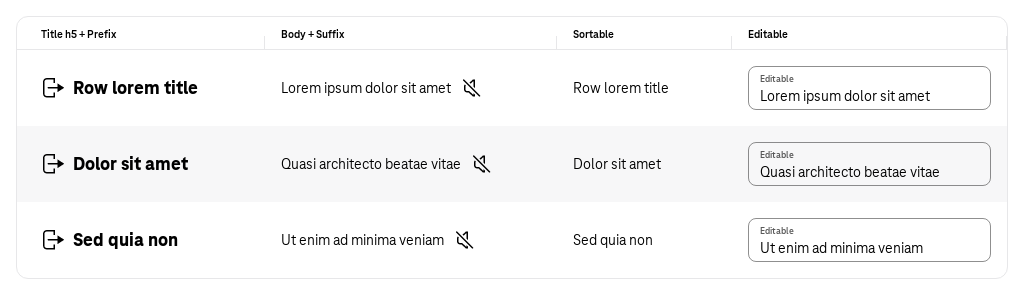 Title h5 + Prefix Body + Suffix Sortable Editable
Row lorem title Lorem ipsum dolor sit amet Row lorem title Editable
Lorem ipsum dolor sit amet
Dolor sit amet Quasi architecto beatae vitae Dolor sit amet Editable
Quasi architecto beatae vitae
Sed quia non Ut enim ad minima veniam Sed quia non Editable
Ut enim ad minima veniam